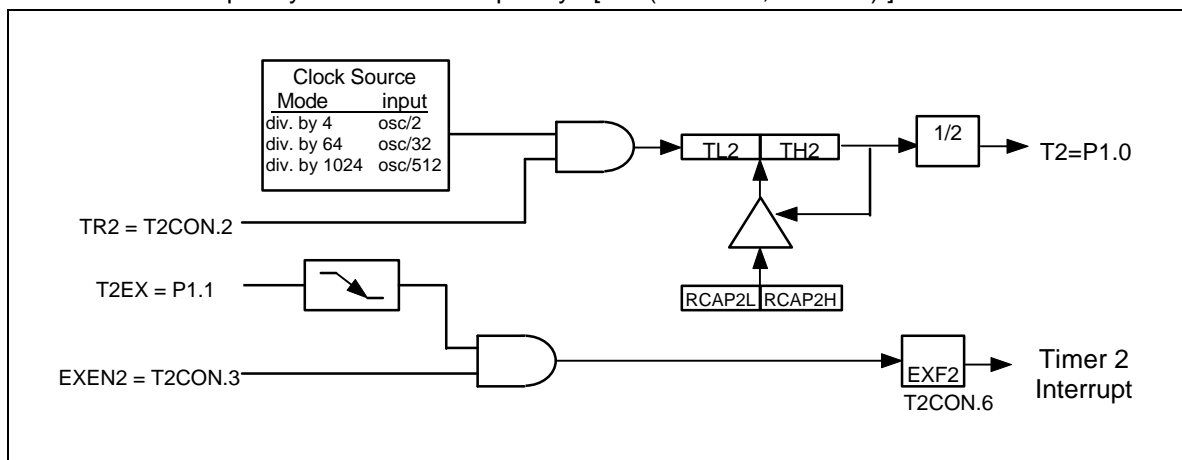 Clock Source
Mode input
div. by 4 osc/2
div. by 64 osc/32
div. by 1024 osc/512
TR2 = T2CON.2
TL2 TH2
1/2
T2=P1.0
T2EX = P1.1
RCAP2L RCAP2H
EXEN2 = T2CON.3
EXF2
T2CON.6
Timer 2
Interrupt